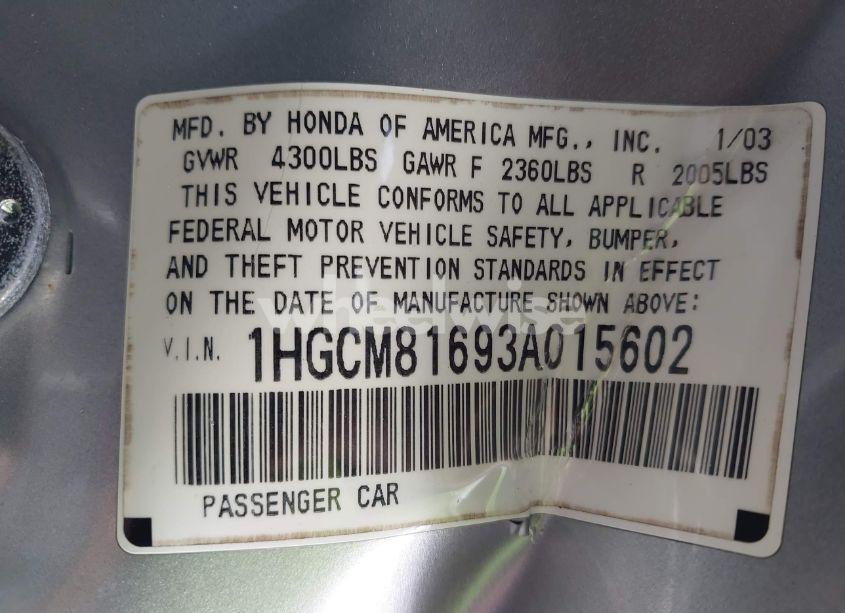 MFD. BY HONDA OF AMERICA MFG., INC. 1/03
GVWR 4300LBS GAWR F 2360LBS R 2005LBS
THIS VEHICLE CONFORMS TO ALL APPLICABLE
FEDERAL MOTOR VEHICLE SAFETY, BUMPER,
AND THEFT PREVENTION STANDARDS IN EFFECT
ON THE DATE OF MANUFACTURE SHOWN ABOVE:
wheelwise
V.I.N. 1HGCM81693A015602
PASSENGER CAR